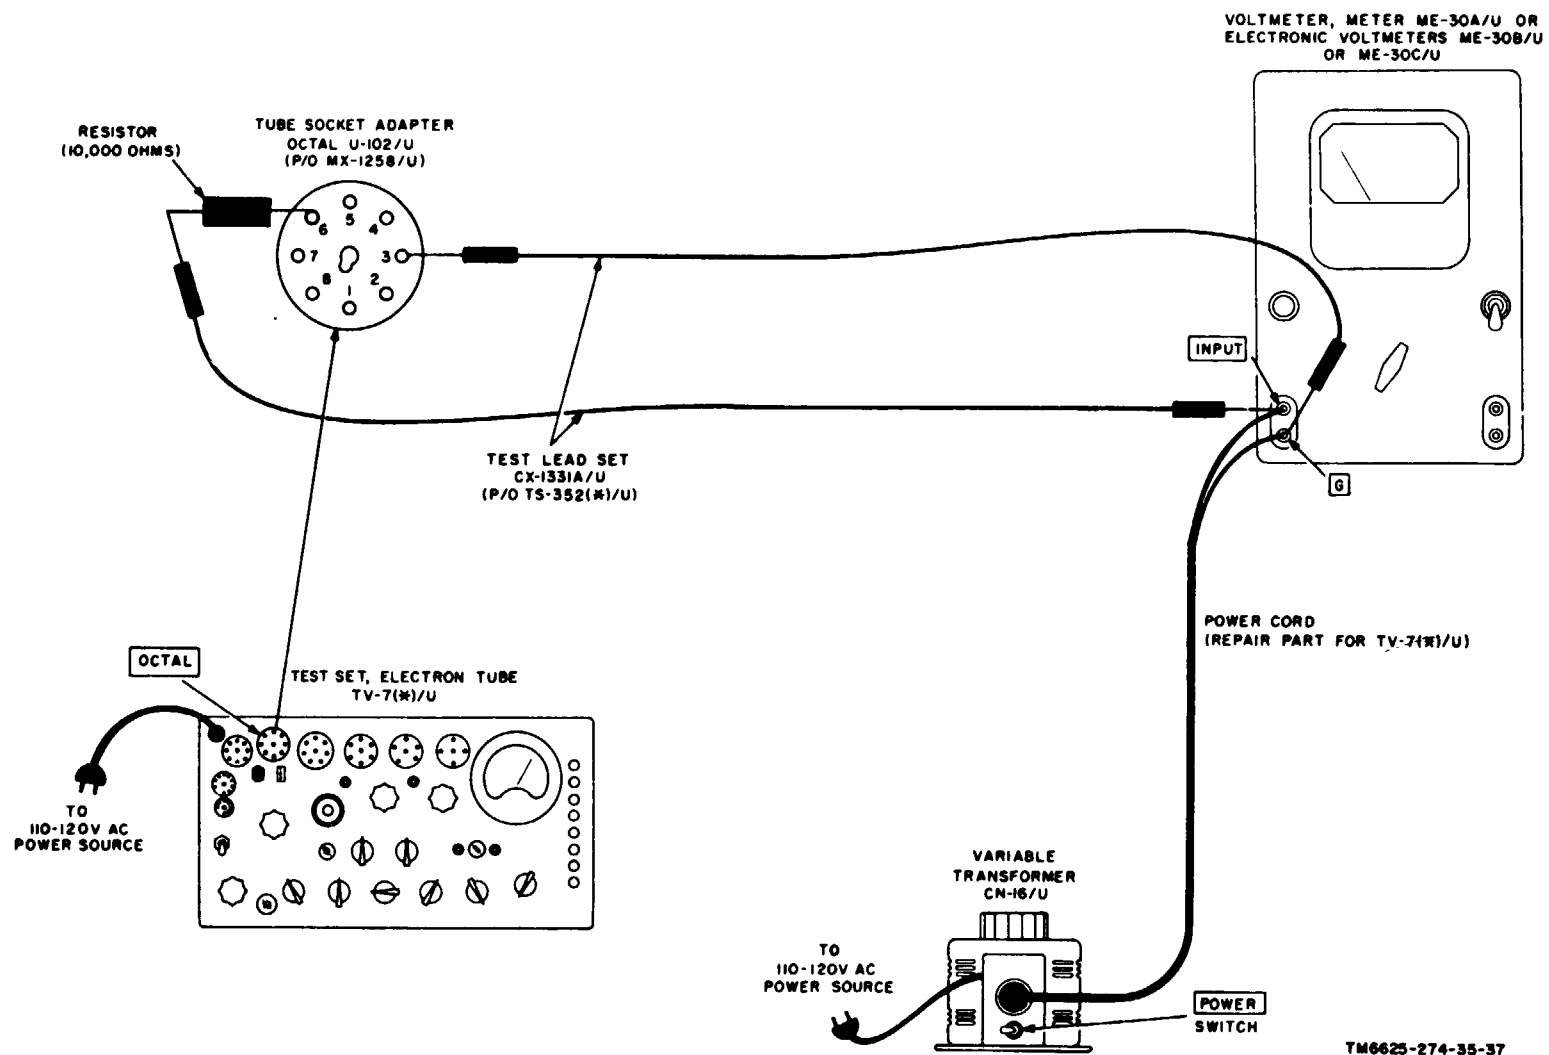 VOLTMETER, METER ME-30A/U OR
ELECTRONIC VOLTMETERS ME-30B/U
OR ME-30C/U
RESISTOR
(10,000 OHMS)
TUBE SOCKET ADAPTER
OCTAL U-102/U
(P/O MX-1258/U)
5
6
4
7
3
8
2
1
INPUT
TEST LEAD SET
CX-1331A/U
(P/O TS-352(*)/U)
G
POWER CORD
(REPAIR PART FOR TV-7(*)/U)
OCTAL
TEST SET, ELECTRON TUBE
TV-7(*)/U
TO
110-120V AC
POWER SOURCE
VARIABLE
TRANSFORMER
CN-16/U
TO
110-120V AC
POWER SOURCE
POWER
SWITCH
TM6625-274-35-37